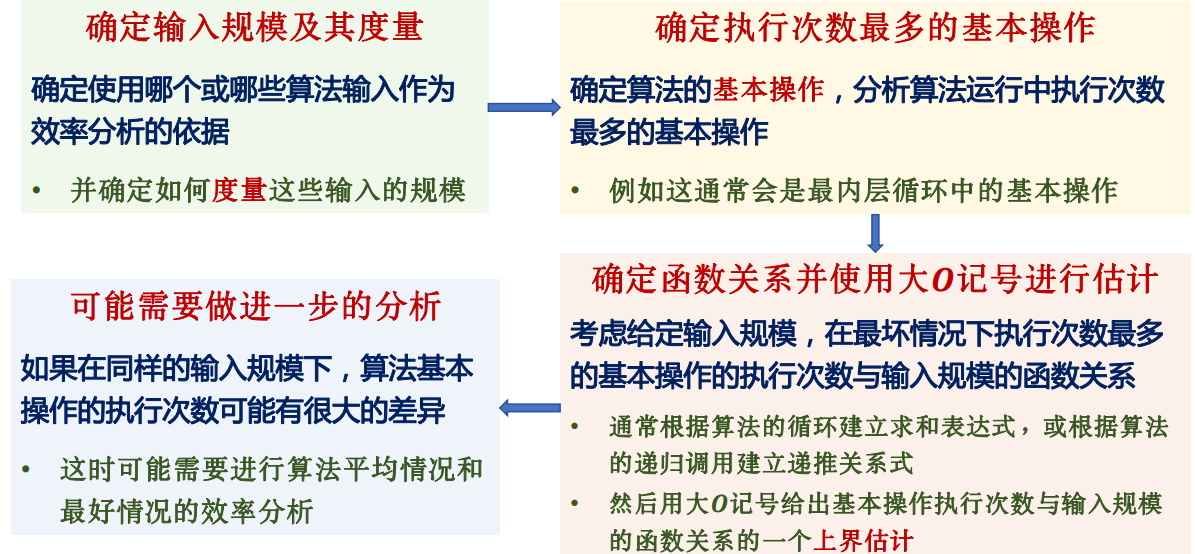 确定输入规模及其度量
确定使用哪个或哪些算法输入作为
效率分析的依据
• 并确定如何度量这些输入的规模
确定执行次数最多的基本操作
确定算法的基本操作，分析算法运行中执行次数
最多的基本操作
• 例如这通常会是最内层循环中的基本操作
确定函数关系并使用大O记号进行估计
考虑给定输入规模，在最坏情况下执行次数最多
的基本操作的执行次数与输入规模的函数关系
• 通常根据算法的循环建立求和表达式，或根据算法
的递归调用建立递推关系式
• 然后用大O记号给出基本操作执行次数与输入规模
的函数关系的一个上界估计
可能需要做进一步的分析
如果在同样的输入规模下，算法基本
操作的执行次数可能有很大的差异
• 这时可能需要进行算法平均情况和
最好情况的效率分析